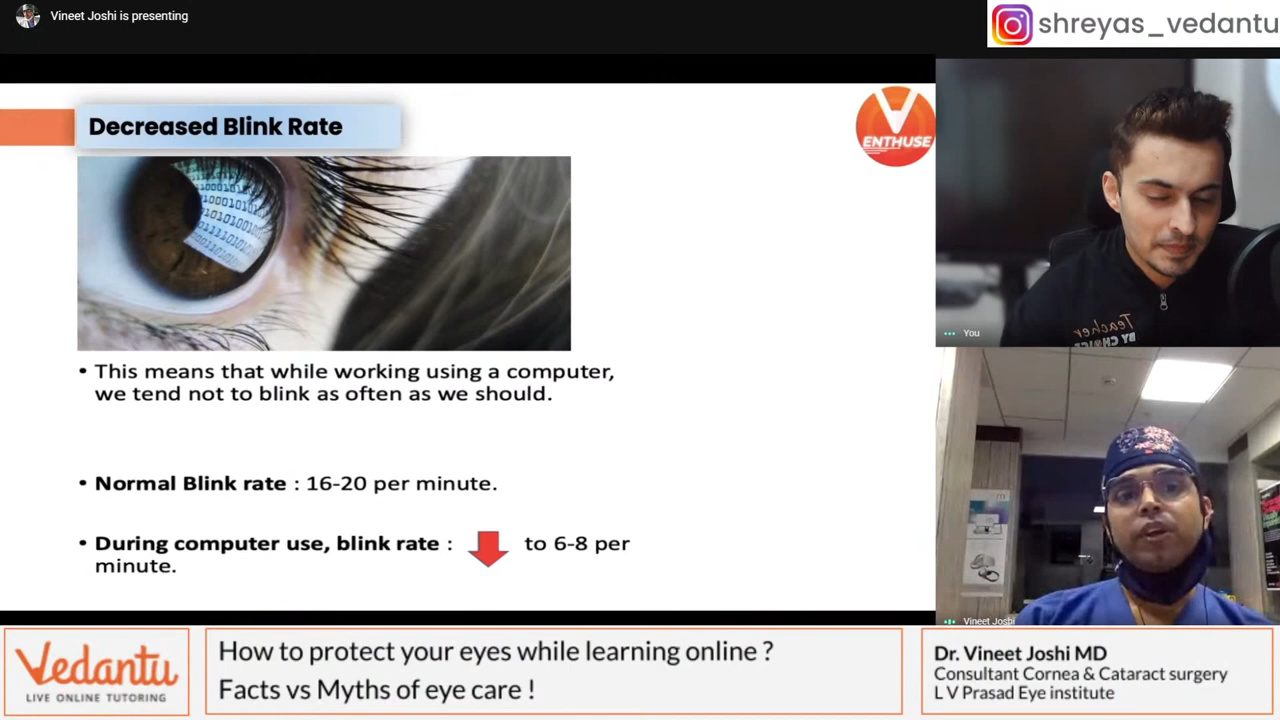 Vineet Joshi is presenting
shreyas_vedantu
Decreased Blink Rate
V
ENTHUSE
• This means that while working using a computer,
we tend not to blink as often as we should.
• Normal Blink rate : 16-20 per minute.
• During computer use, blink rate : to 6-8 per
minute.
Teacher
BY CHOICE
You
Vineet Joshi
Vedantu
LIVE ONLINE TUTORING
How to protect your eyes while learning online ?
Facts vs Myths of eye care !
Dr. Vineet Joshi MD
Consultant Cornea & Cataract surgery
L V Prasad Eye institute